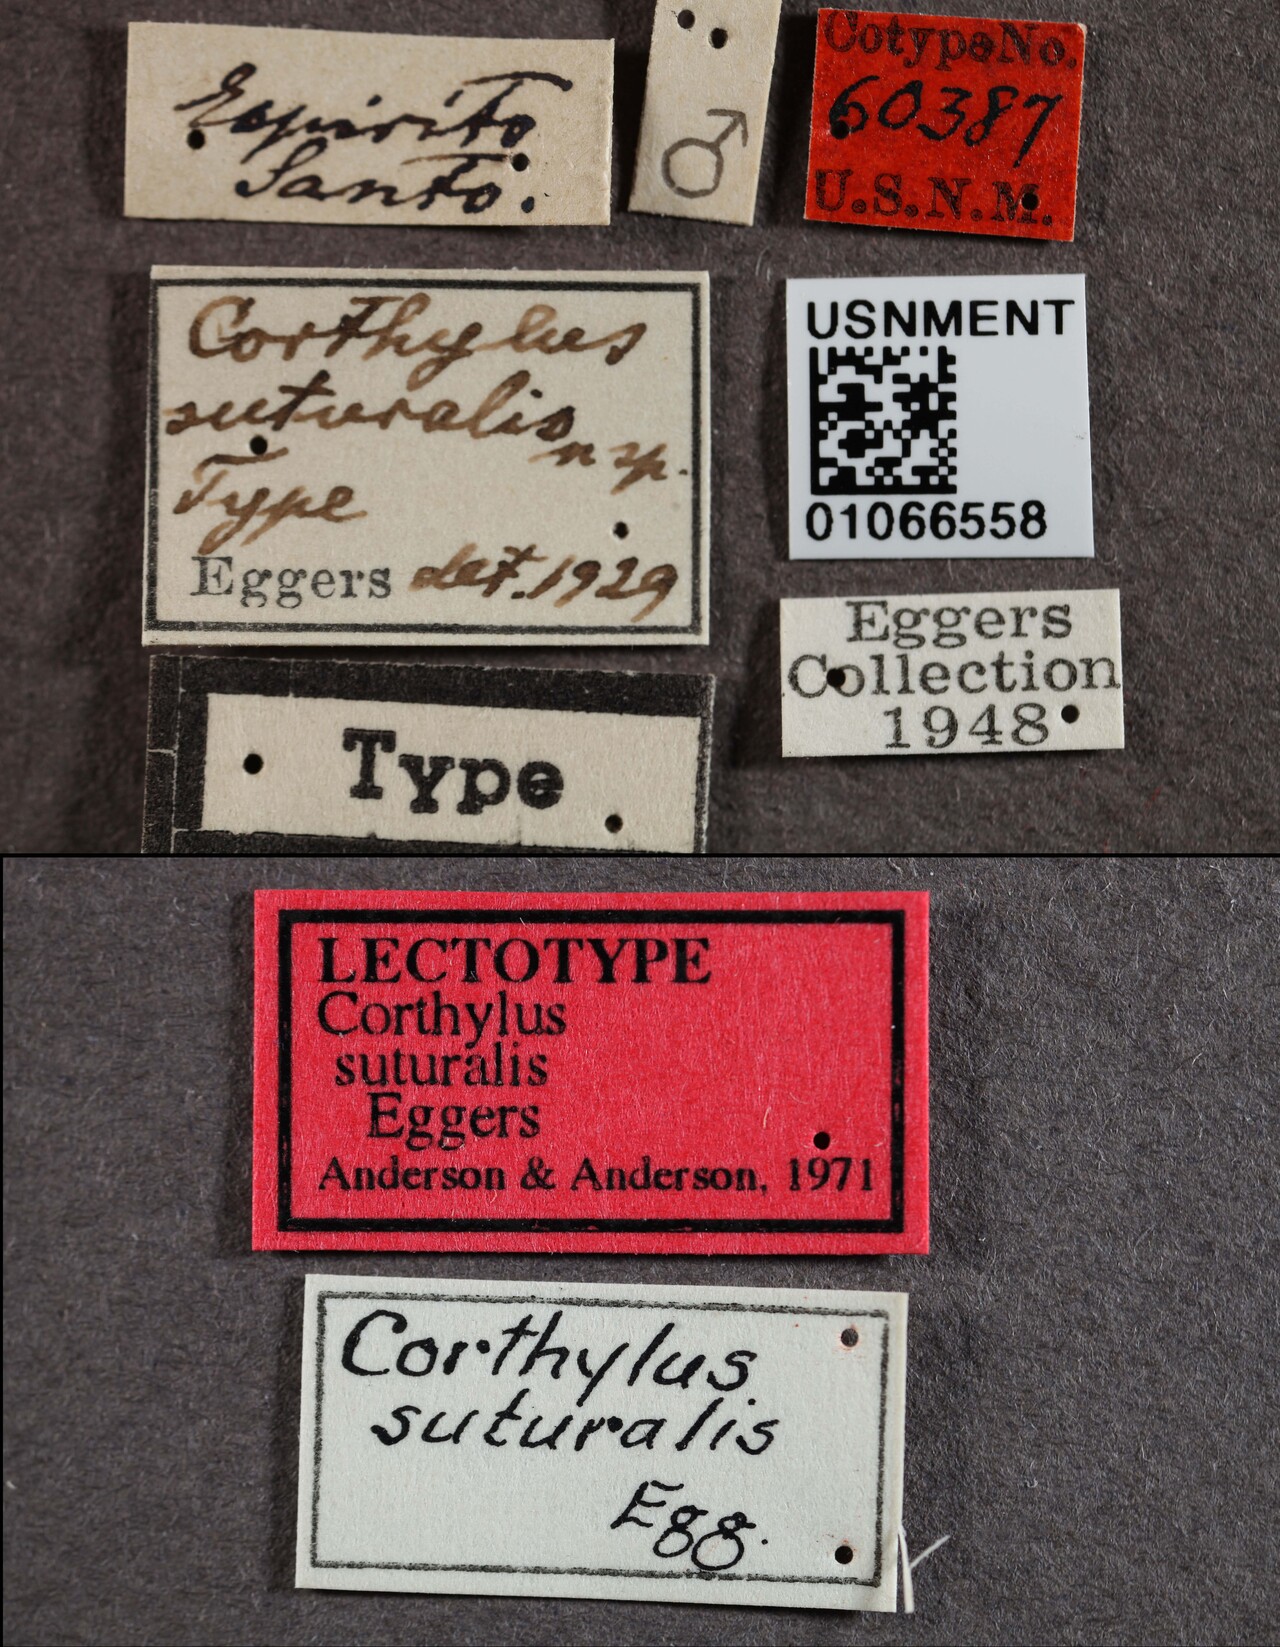 Espirito
Santo.
♂
Cotype No.
60387
U.S.N.M.
Corthylus
suturalis
n sp.
Type
Eggers det. 1929
USNMENT
01066558
Eggers
Collection
1948
Type
LECTOTYPE
Corthylus
suturalis
Eggers
Anderson & Anderson, 1971
Corthylus
suturalis
Egg.